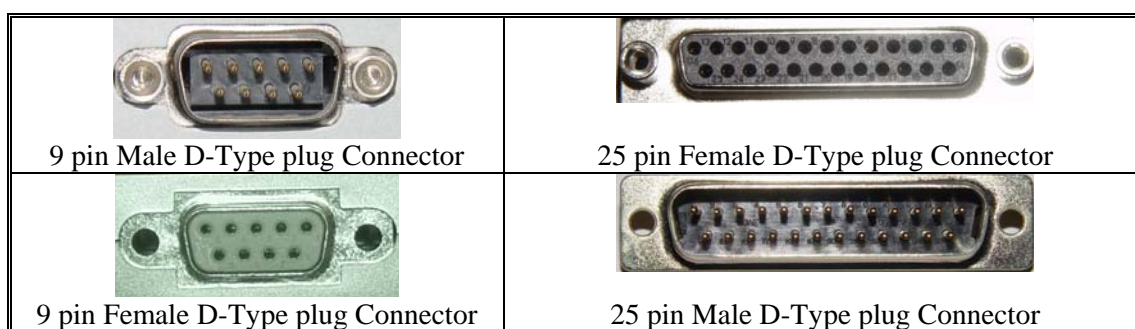 9 pin Male D-Type plug Connector
25 pin Female D-Type plug Connector
9 pin Female D-Type plug Connector
25 pin Male D-Type plug Connector